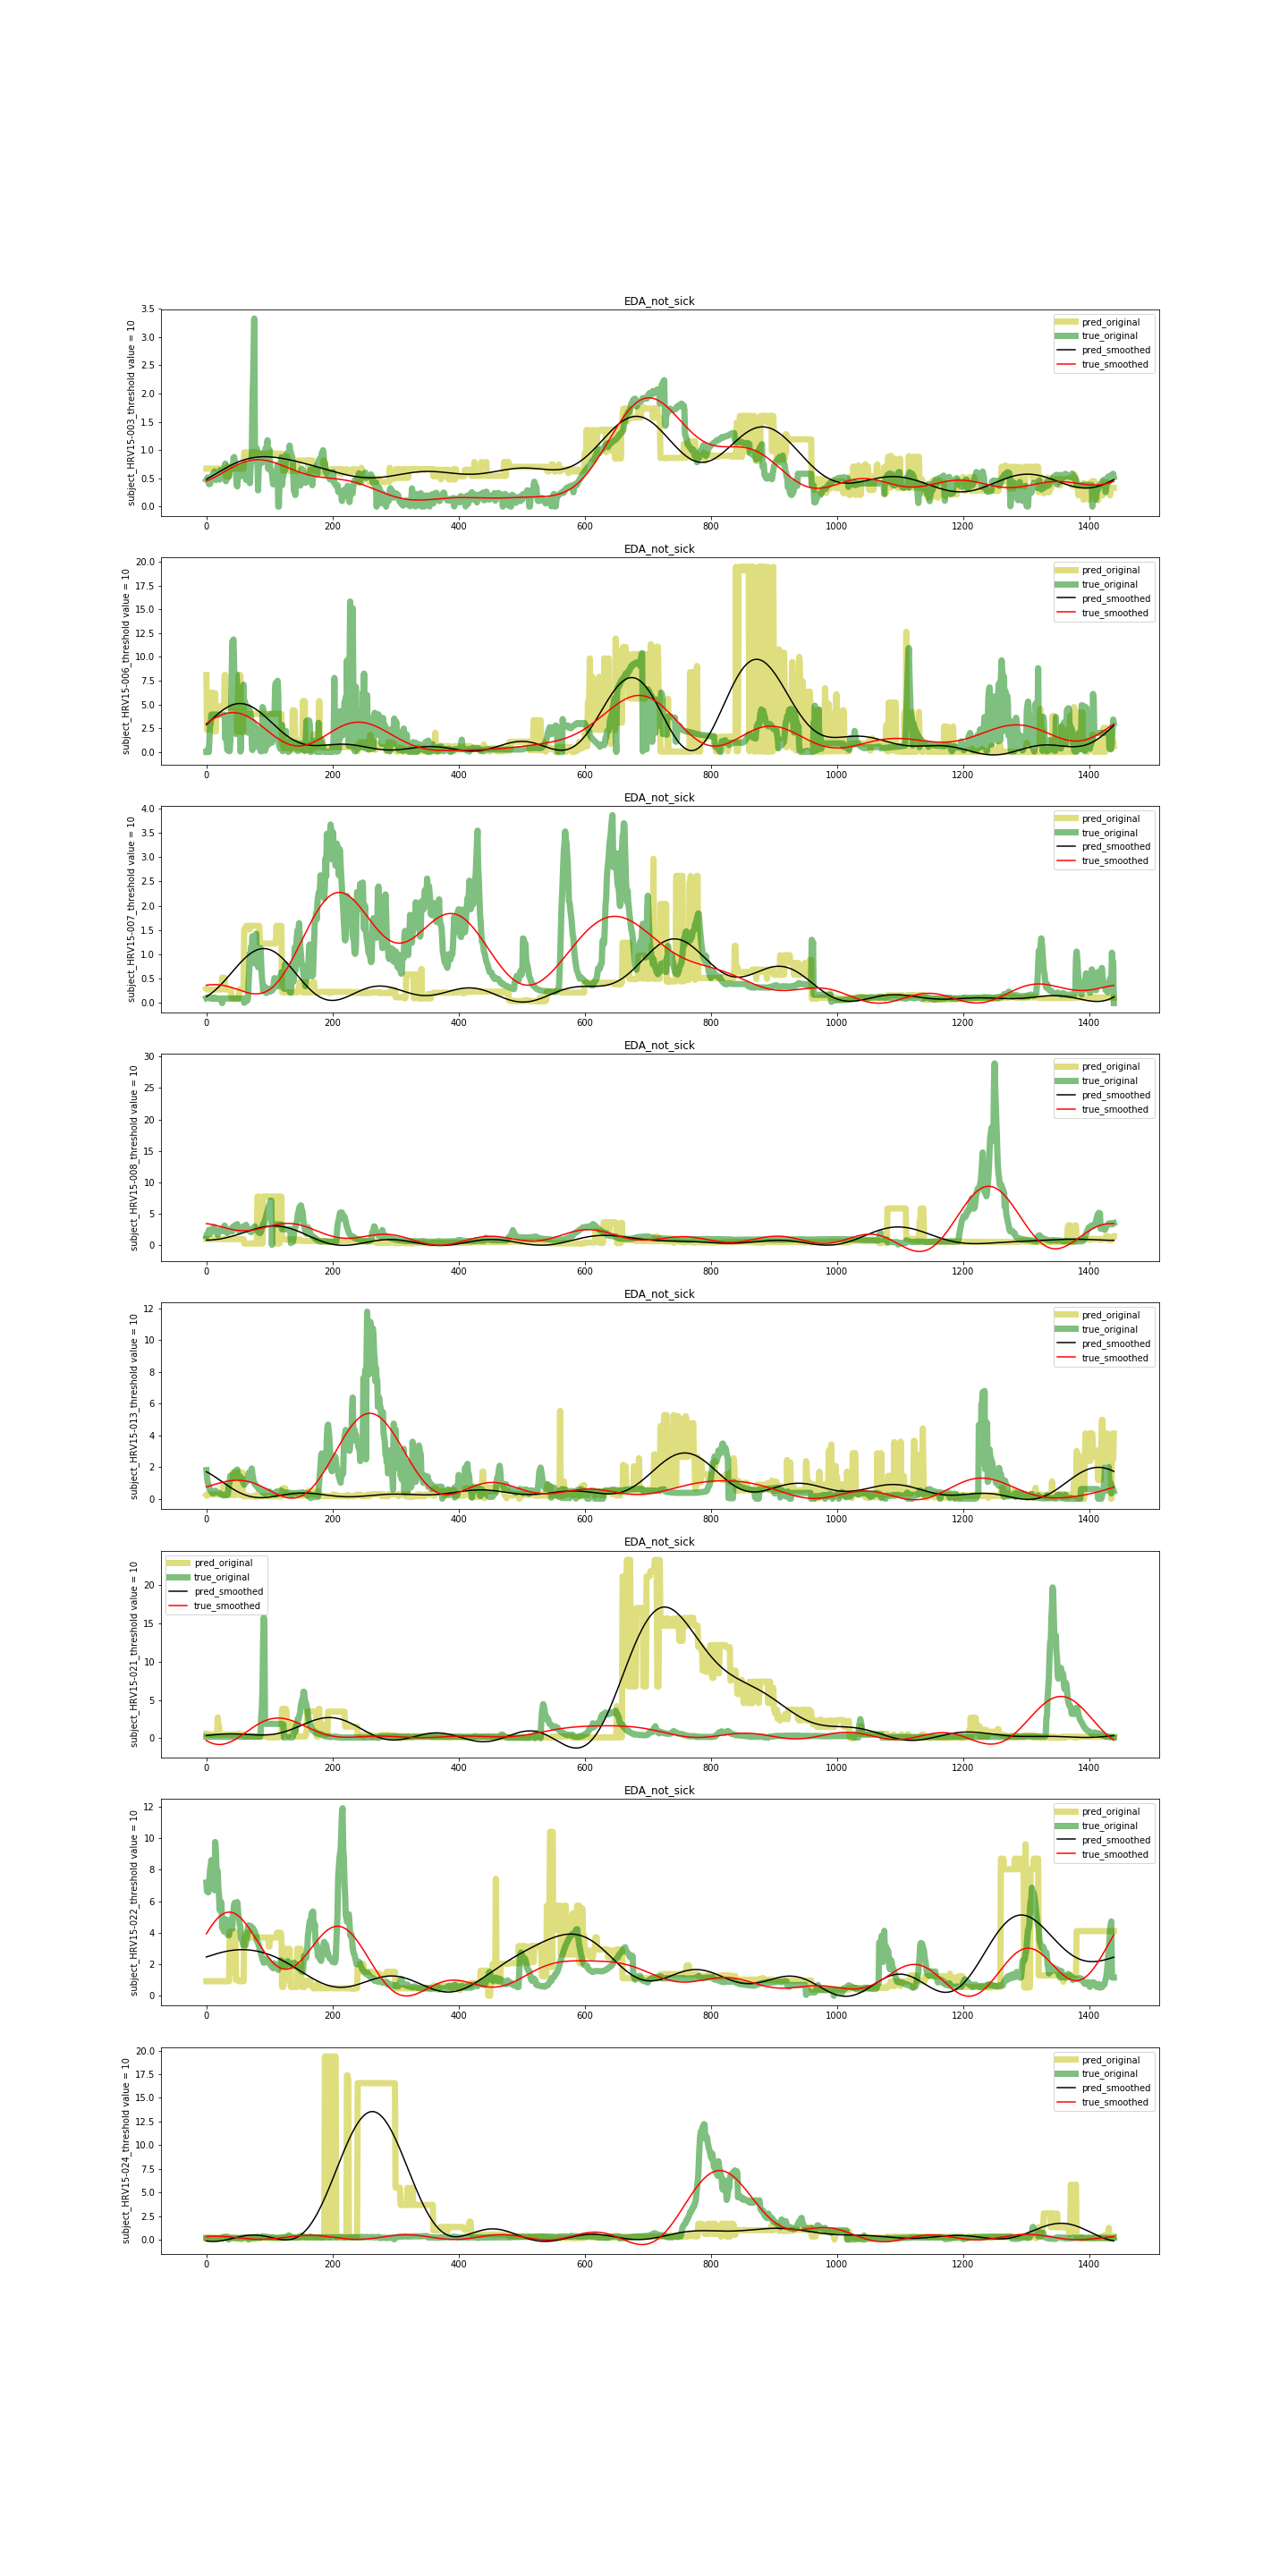 EDA_not_sick
subject_HRV15-003_threshold value = 10
3.5
3.0
2.5
2.0
1.5
1.0
0.5
0.0
pred_original
true_original
pred_smoothed
true_smoothed
0 200 400 600 800 1000 1200 1400
EDA_not_sick
subject_HRV15-006_threshold value = 10
20.0
17.5
15.0
12.5
10.0
7.5
5.0
2.5
0.0
pred_original
true_original
pred_smoothed
true_smoothed
0 200 400 600 800 1000 1200 1400
EDA_not_sick
subject_HRV15-007_threshold value = 10
4.0
3.5
3.0
2.5
2.0
1.5
1.0
0.5
0.0
pred_original
true_original
pred_smoothed
true_smoothed
0 200 400 600 800 1000 1200 1400
EDA_not_sick
subject_HRV15-008_threshold value = 10
30
25
20
15
10
5
0
pred_original
true_original
pred_smoothed
true_smoothed
0 200 400 600 800 1000 1200 1400
EDA_not_sick
subject_HRV15-013_threshold value = 10
12
10
8
6
4
2
0
pred_original
true_original
pred_smoothed
true_smoothed
0 200 400 600 800 1000 1200 1400
EDA_not_sick
subject_HRV15-021_threshold value = 10
20
15
10
5
0
pred_original
true_original
pred_smoothed
true_smoothed
0 200 400 600 800 1000 1200 1400
EDA_not_sick
subject_HRV15-022_threshold value = 10
12
10
8
6
4
2
0
pred_original
true_original
pred_smoothed
true_smoothed
0 200 400 600 800 1000 1200 1400
EDA_not_sick
subject_HRV15-024_threshold value = 10
20.0
17.5
15.0
12.5
10.0
7.5
5.0
2.5
0.0
pred_original
true_original
pred_smoothed
true_smoothed
0 200 400 600 800 1000 1200 1400